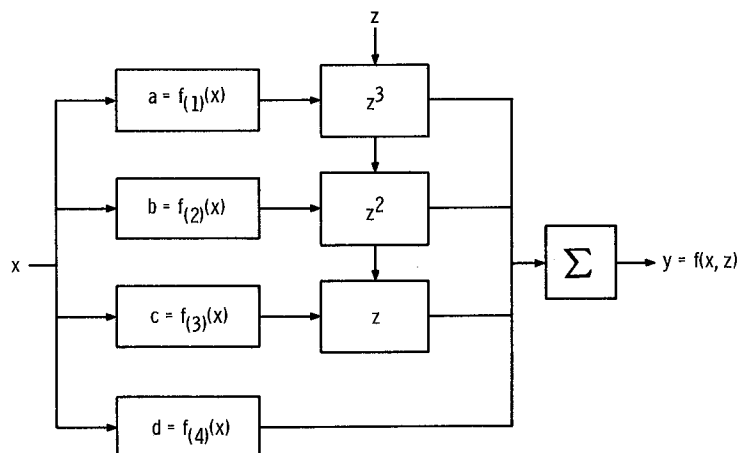 z
a = f(1)(x)
z³
b = f(2)(x)
z²
x
Σ
y = f(x, z)
c = f(3)(x)
z
d = f(4)(x)